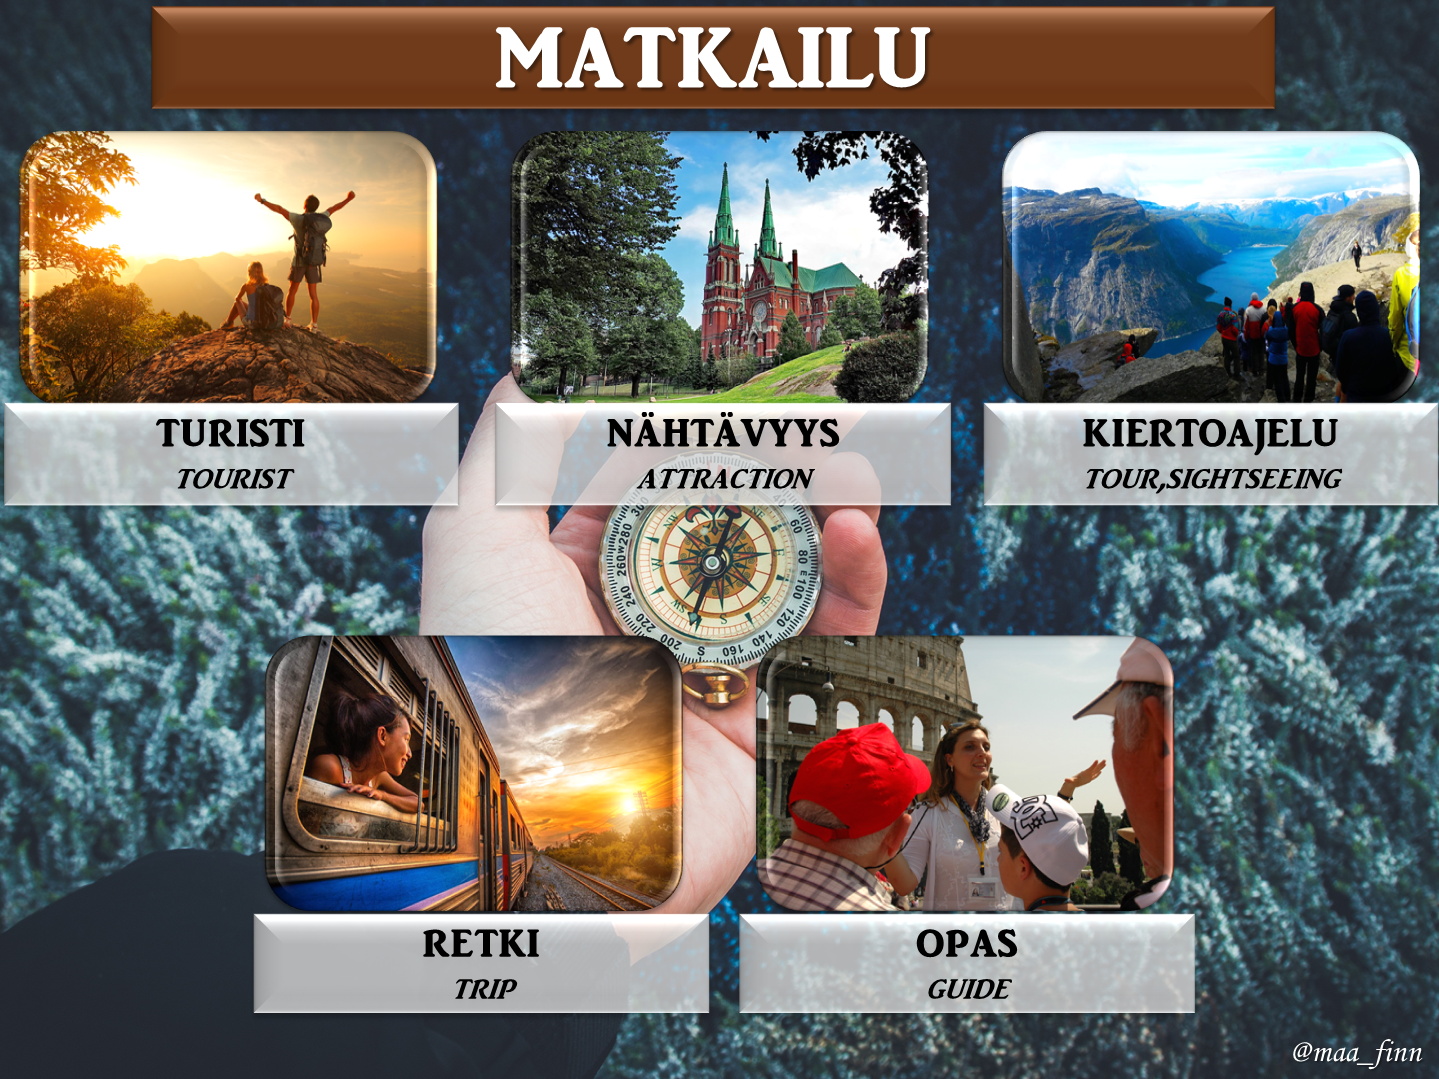 MATKAILU
TURISTI
TOURIST
NÄHTÄVYYS
ATTRACTION
KIERTOAJELU
TOUR,SIGHTSEEING
RETKI
TRIP
OPAS
GUIDE
@maa_finn